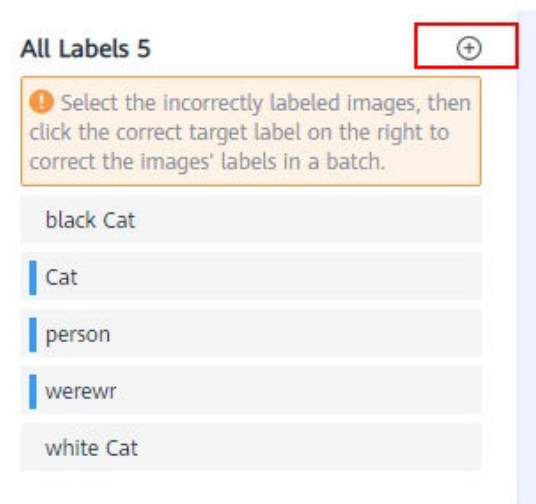 All Labels 5
Select the incorrectly labeled images, then
click the correct target label on the right to
correct the images' labels in a batch.
black Cat
Cat
person
werewr
white Cat